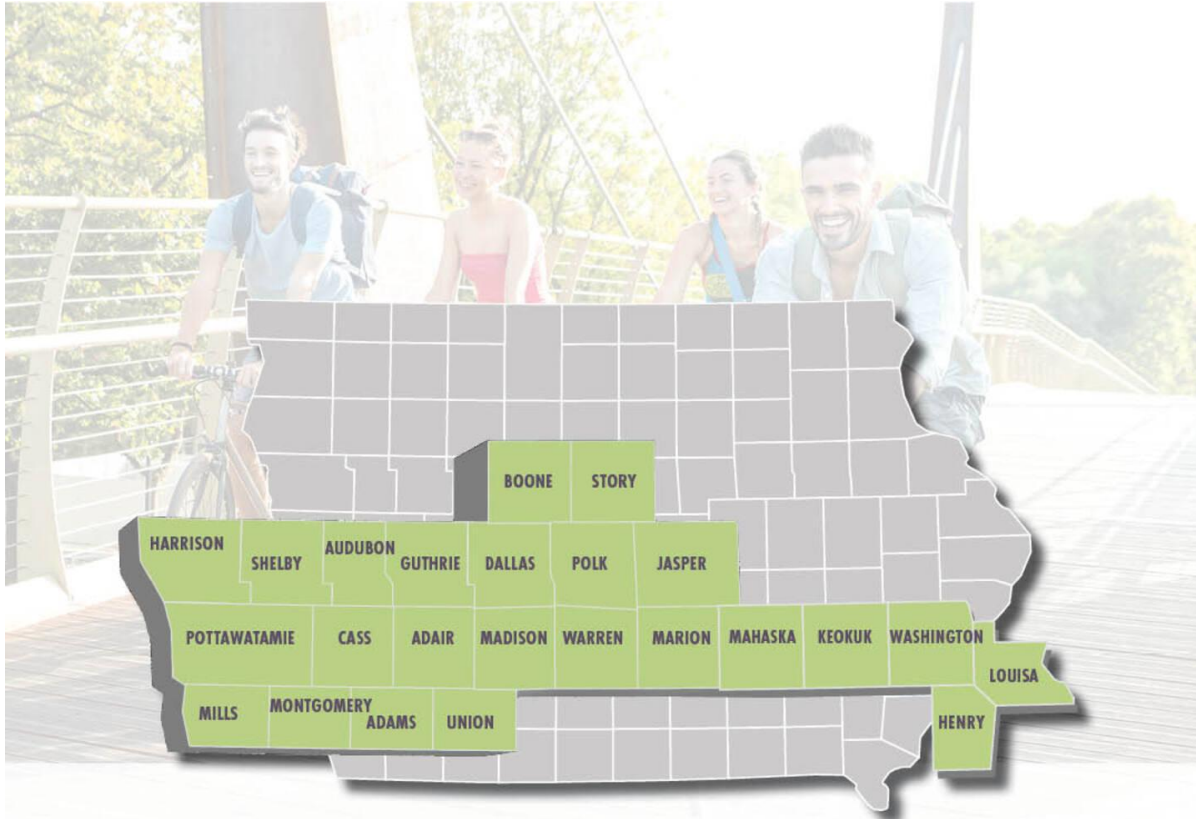 BOONE
STORY
HARRISON
SHELBY
AUDUBON
GUTHRIE
DALLAS
POLK
JASPER
POTTAWATAMIE
CASS
ADAIR
MADISON
WARREN
MARION
MAHASKA
KEOKUK
WASHINGTON
LOUISA
MILLS
MONTGOMERY
ADAMS
UNION
HENRY